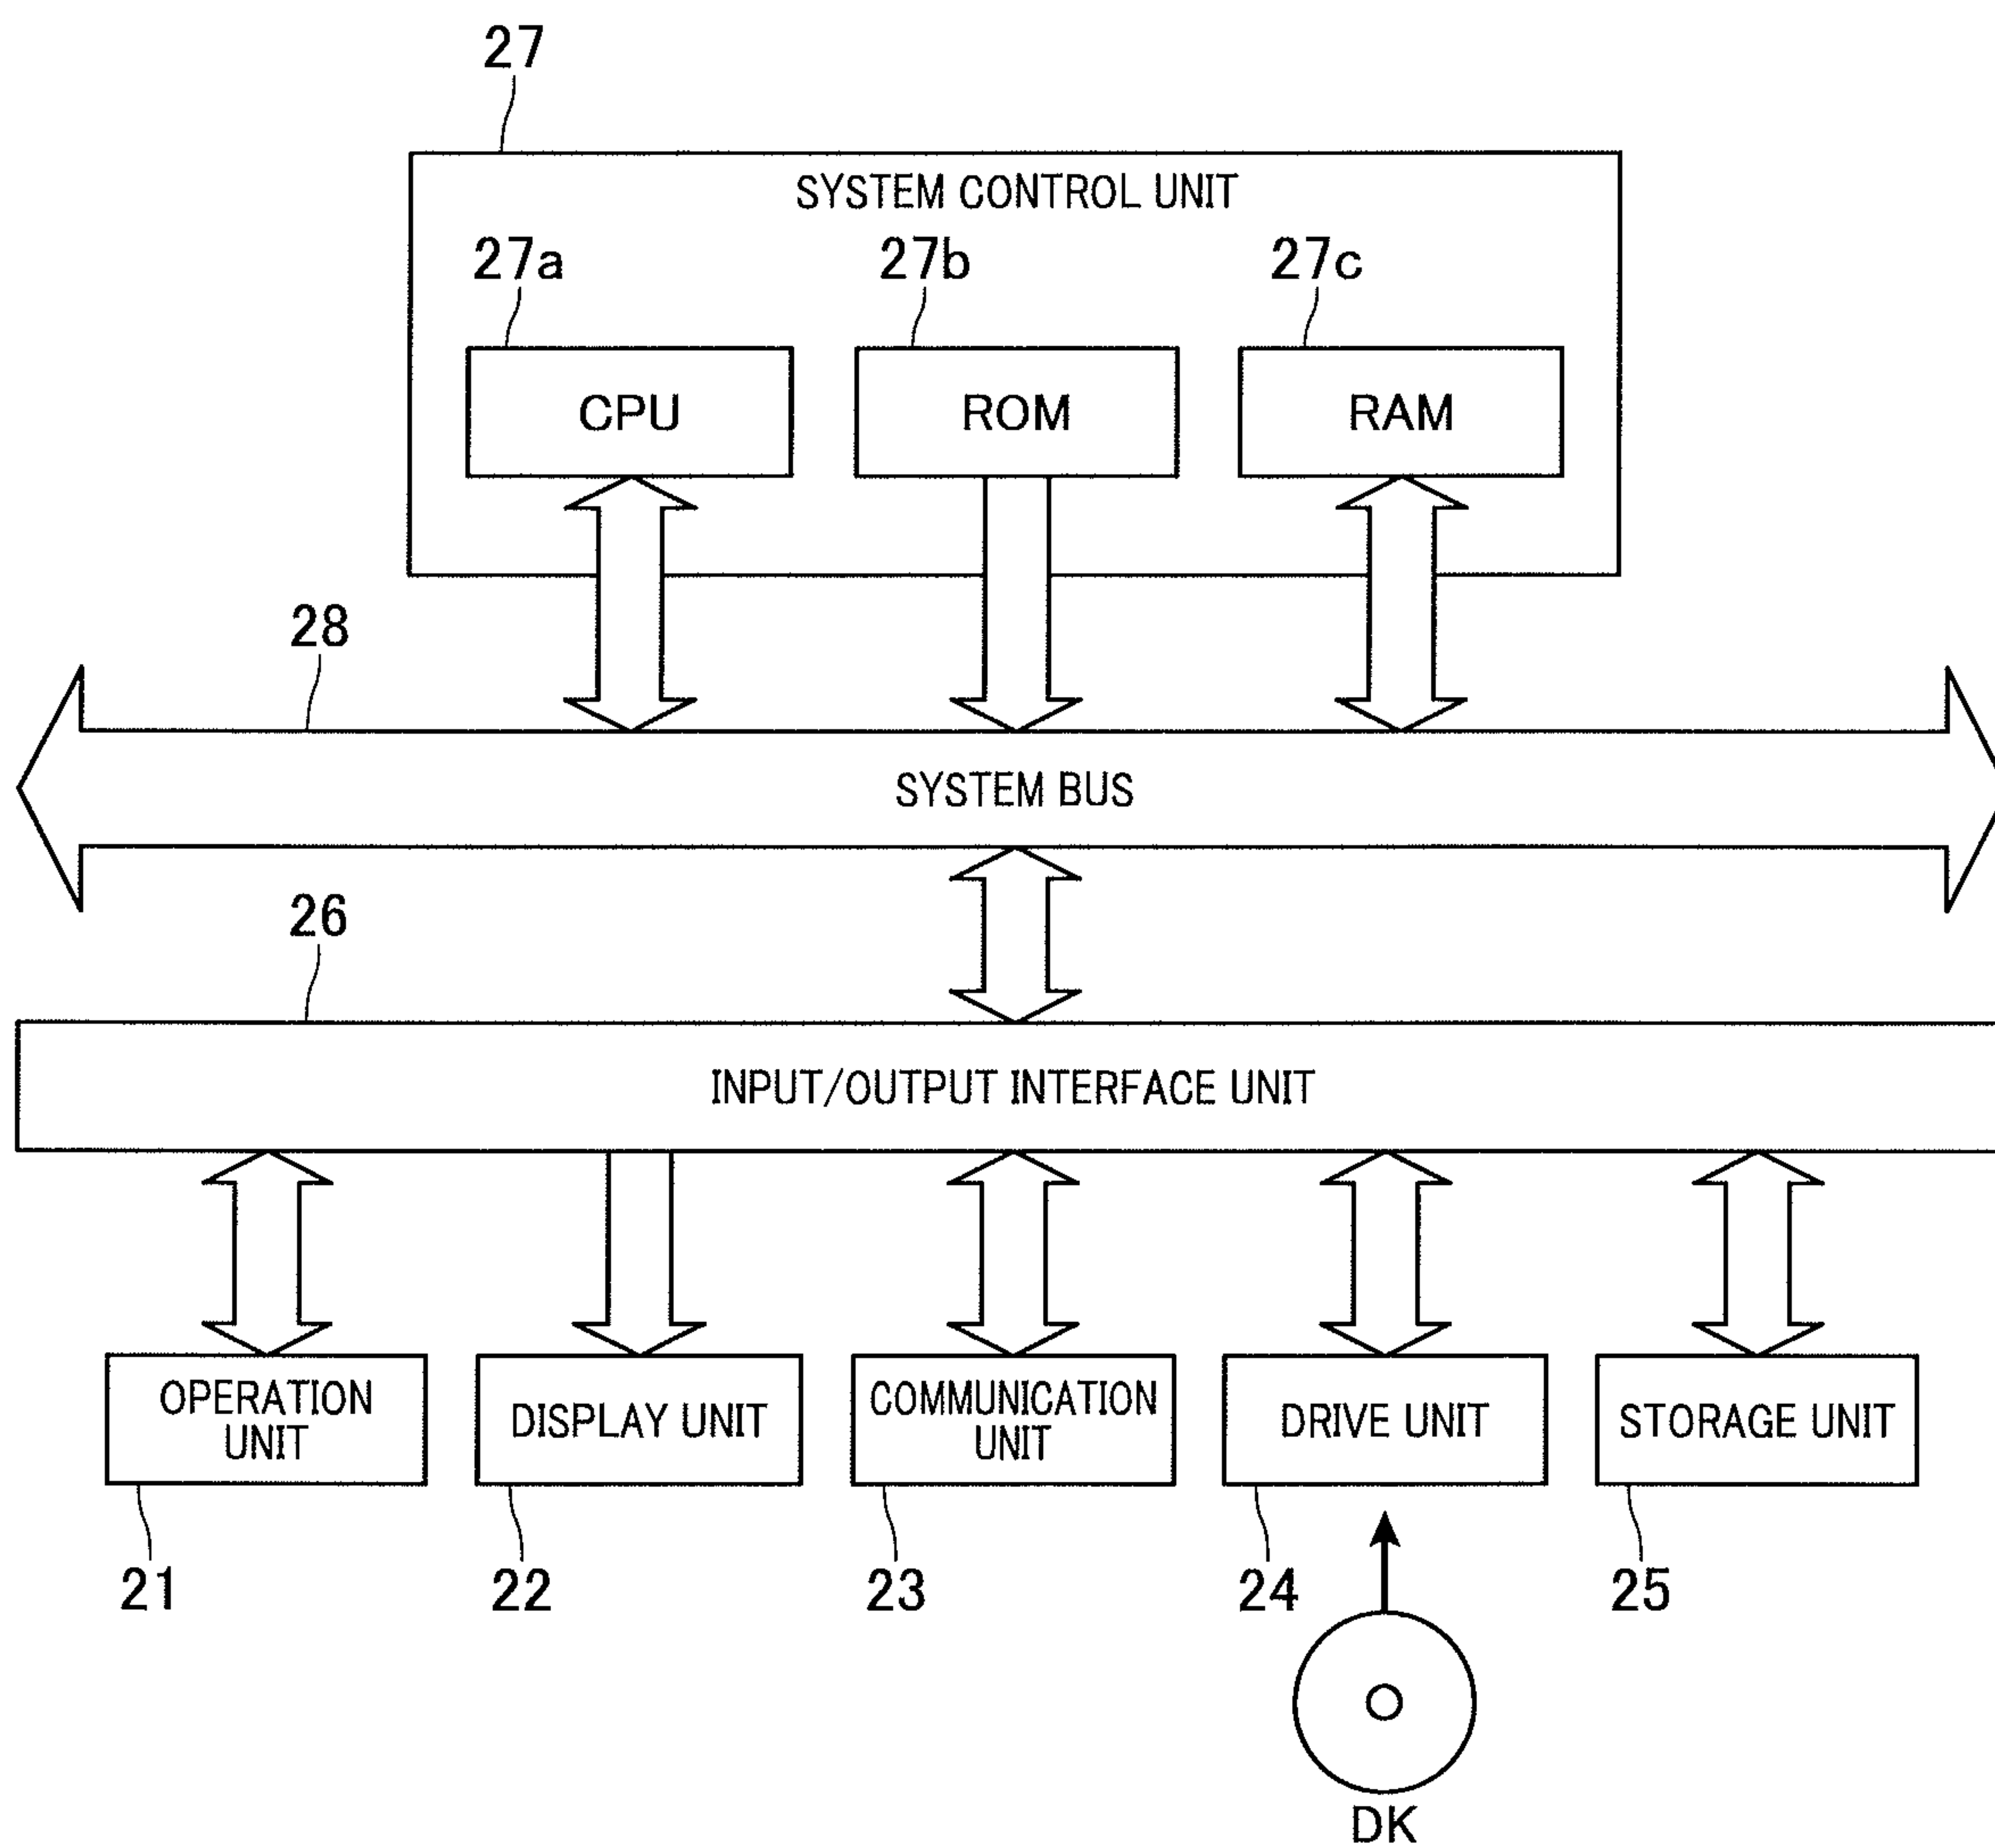 27
SYSTEM CONTROL UNIT
27a 27b 27c
CPU ROM RAM
28
SYSTEM BUS
26
INPUT/OUTPUT INTERFACE UNIT
OPERATION
UNIT
DISPLAY UNIT
COMMUNICATION
UNIT
DRIVE UNIT
STORAGE UNIT
21 22 23 24 25
DK